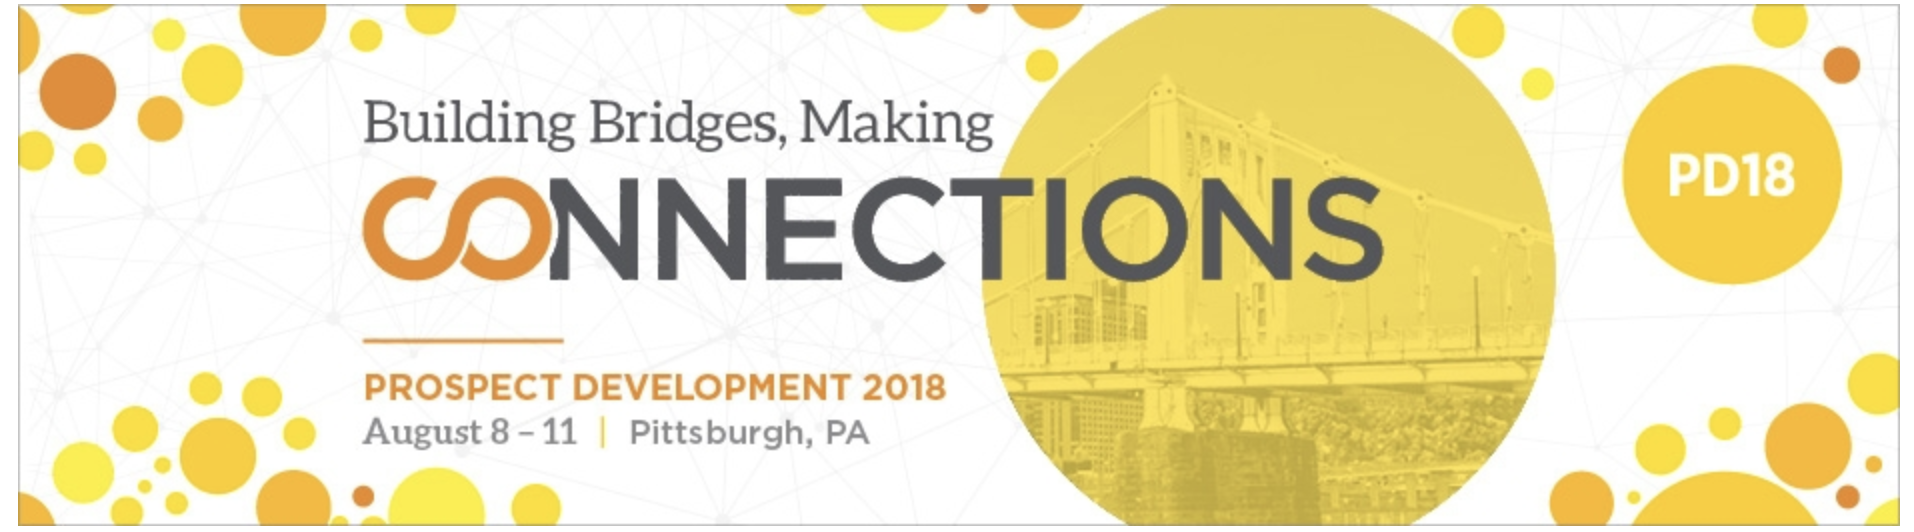 Building Bridges, Making
CONNECTIONS
PROSPECT DEVELOPMENT 2018
August 8 – 11 | Pittsburgh, PA
PD18